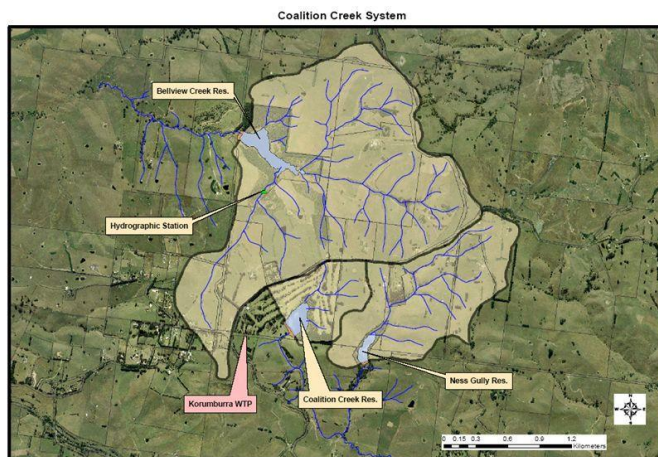 Coalition Creek System
Bellview Creek Res.
Hydrographic Station
Korumburra WTP
Coalition Creek Res.
Ness Gully Res.
0 0.15 0.3 0.6 0.9 1.2
Kilometers